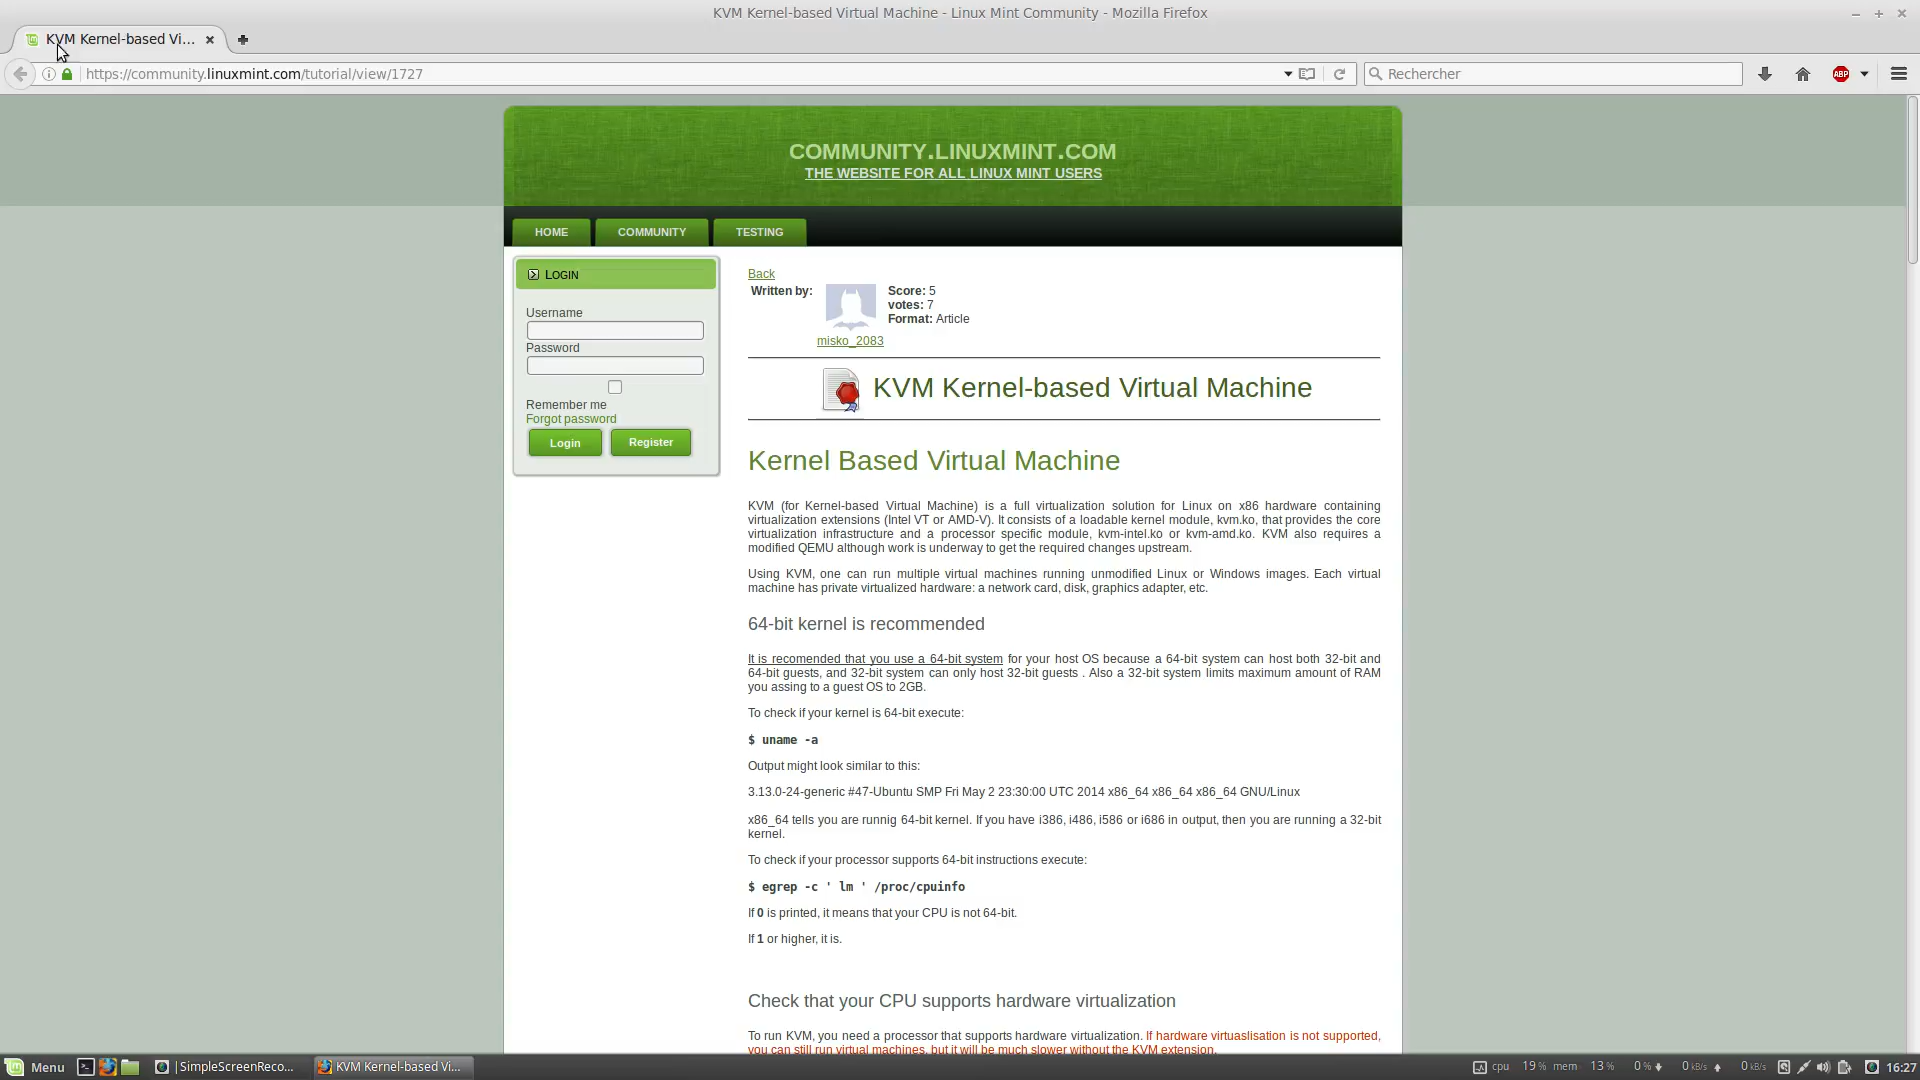 KVM Kernel-based Virtual Machine - Linux Mint Community - Mozilla Firefox
KVM Kernel-based Vi...
https://community.linuxmint.com/tutorial/view/1727
Rechercher
ABP
COMMUNITY.LINUXMINT.COM
THE WEBSITE FOR ALL LINUX MINT USERS
HOME COMMUNITY TESTING
LOGIN
Username
Password
Remember me
Forgot password
Login Register
Back
Written by:
misko_2083
Score: 5
votes: 7
Format: Article
KVM Kernel-based Virtual Machine
Kernel Based Virtual Machine
KVM (for Kernel-based Virtual Machine) is a full virtualization solution for Linux on x86 hardware containing
virtualization extensions (Intel VT or AMD-V). It consists of a loadable kernel module, kvm.ko, that provides the core
virtualization infrastructure and a processor specific module, kvm-intel.ko or kvm-amd.ko. KVM also requires a
modified QEMU although work is underway to get the required changes upstream.
Using KVM, one can run multiple virtual machines running unmodified Linux or Windows images. Each virtual
machine has private virtualized hardware: a network card, disk, graphics adapter, etc.
64-bit kernel is recommended
It is recomended that you use a 64-bit system for your host OS because a 64-bit system can host both 32-bit and
64-bit guests, and 32-bit system can only host 32-bit guests . Also a 32-bit system limits maximum amount of RAM
you assing to a guest OS to 2GB.
To check if your kernel is 64-bit execute:
$ uname -a
Output might look similar to this:
3.13.0-24-generic #47-Ubuntu SMP Fri May 2 23:30:00 UTC 2014 x86_64 x86_64 x86_64 GNU/Linux
x86_64 tells you are runnig 64-bit kernel. If you have i386, i486, i586 or i686 in output, then you are running a 32-bit
kernel.
To check if your processor supports 64-bit instructions execute:
$ egrep -c ' lm ' /proc/cpuinfo
If 0 is printed, it means that your CPU is not 64-bit.
If 1 or higher, it is.
Check that your CPU supports hardware virtualization
To run KVM, you need a processor that supports hardware virtualization. If hardware virtuaslisation is not supported,
you can still run virtual machines, but it will be much slower without the KVM extension.
Menu |SimpleScreenReco... KVM Kernel-based Vi... cpu 19 % mem 13 % 0 % 0 kB/s 0 kB/s 16:27